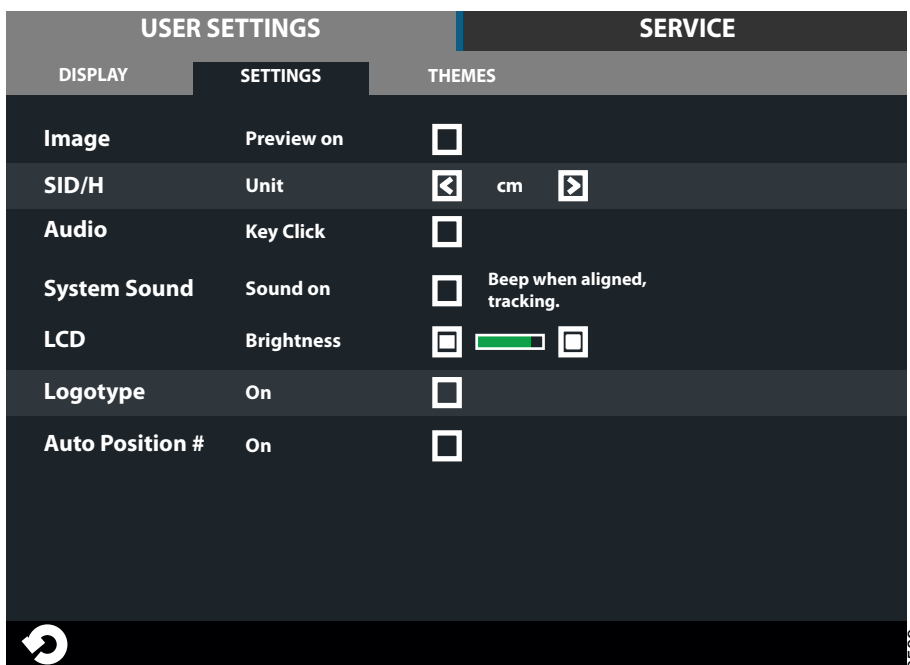 USER SETTINGS SERVICE
DISPLAY SETTINGS THEMES
Image Preview on
SID/H Unit cm
Audio Key Click
System Sound Sound on Beep when aligned,
tracking.
LCD Brightness
Logotype On
Auto Position # On